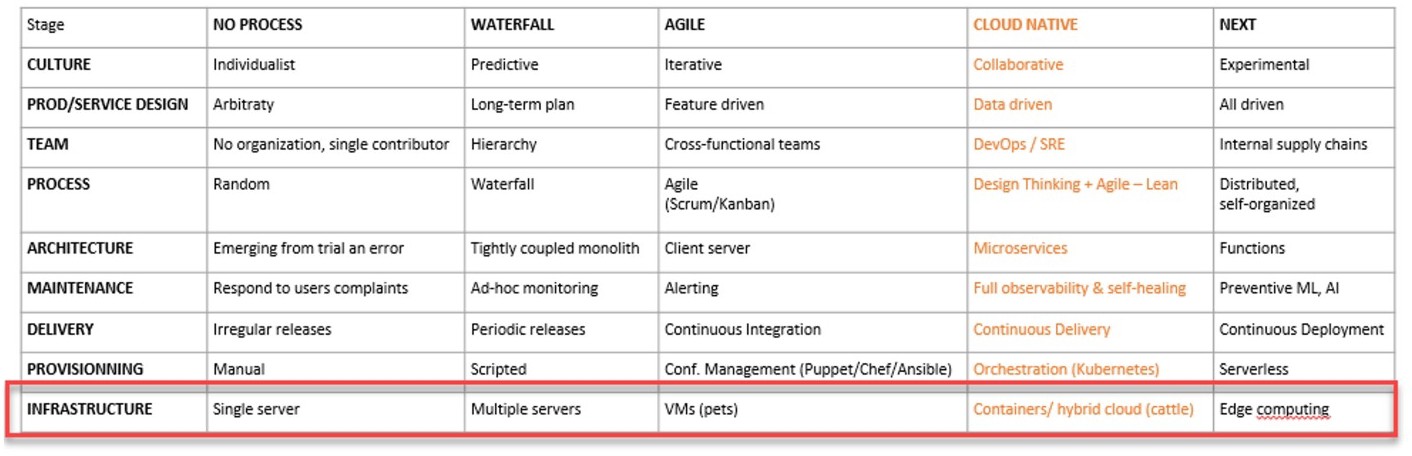 Stage NO PROCESS WATERFALL AGILE CLOUD NATIVE NEXT
CULTURE Individualist Predictive Iterative Collaborative Experimental
PROD/SERVICE DESIGN Arbitraty Long-term plan Feature driven Data driven All driven
TEAM No organization, single contributor Hierarchy Cross-functional teams DevOps / SRE Internal supply chains
PROCESS Random Waterfall Agile Design Thinking + Agile – Lean Distributed,
(Scrum/Kanban) self-organized
ARCHITECTURE Emerging from trial an error Tightly coupled monolith Client server Microservices Functions
MAINTENANCE Respond to users complaints Ad-hoc monitoring Alerting Full observability & self-healing Preventive ML, AI
DELIVERY Irregular releases Periodic releases Continuous Integration Continuous Delivery Continuous Deployment
PROVISIONNING Manual Scripted Conf. Management (Puppet/Chef/Ansible) Orchestration (Kubernetes) Serverless
INFRASTRUCTURE Single server Multiple servers VMs (pets) Containers/ hybrid cloud (cattle) Edge computing